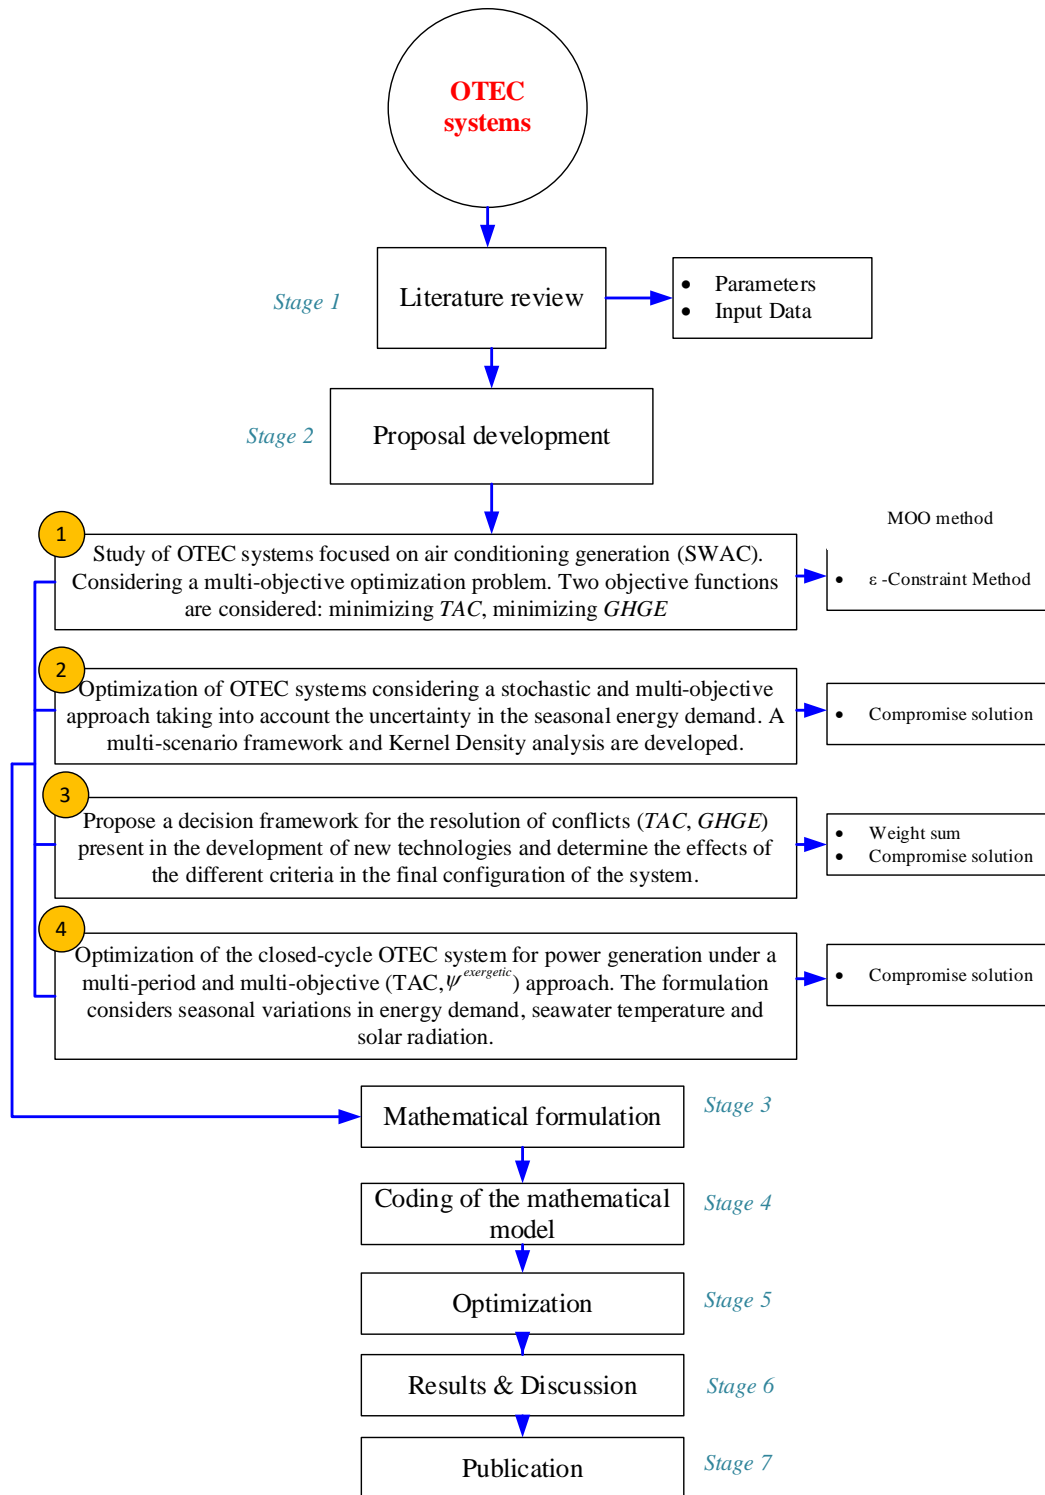 OTEC
systems
Stage 1
Literature review
• Parameters
• Input Data
Stage 2
Proposal development
MOO method
1
Study of OTEC systems focused on air conditioning generation (SWAC).
Considering a multi-objective optimization problem. Two objective functions
are considered: minimizing TAC, minimizing GHGE
• ε -Constraint Method
2
Optimization of OTEC systems considering a stochastic and multi-objective
approach taking into account the uncertainty in the seasonal energy demand. A
multi-scenario framework and Kernel Density analysis are developed.
• Compromise solution
3
Propose a decision framework for the resolution of conflicts (TAC, GHGE)
present in the development of new technologies and determine the effects of
the different criteria in the final configuration of the system.
• Weight sum
• Compromise solution
4
Optimization of the closed-cycle OTEC system for power generation under a
multi-period and multi-objective (TAC,ψ^exergetic) approach. The formulation
considers seasonal variations in energy demand, seawater temperature and
solar radiation.
• Compromise solution
Mathematical formulation
Stage 3
Coding of the mathematical
model
Stage 4
Optimization
Stage 5
Results & Discussion
Stage 6
Publication
Stage 7